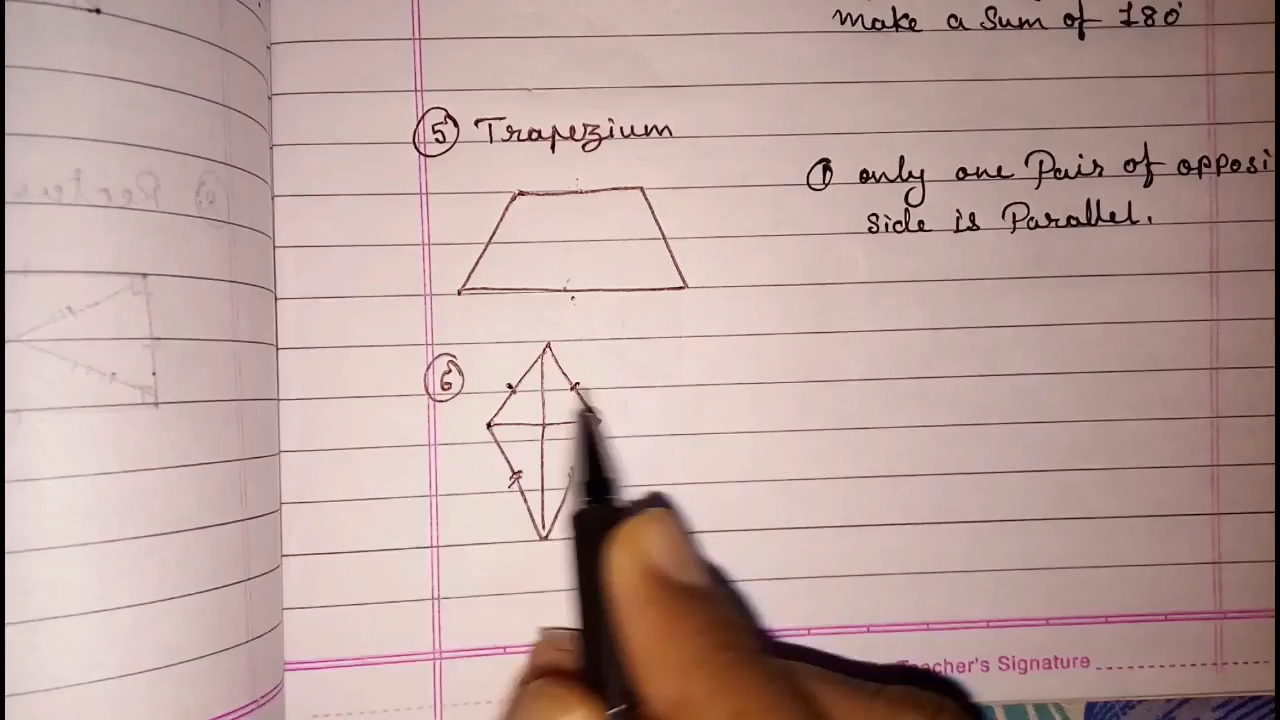 make a Sum of 180°
5 Trapezium
1 only one Pair of opposi
side is Parallel.
6
Teacher's Signature